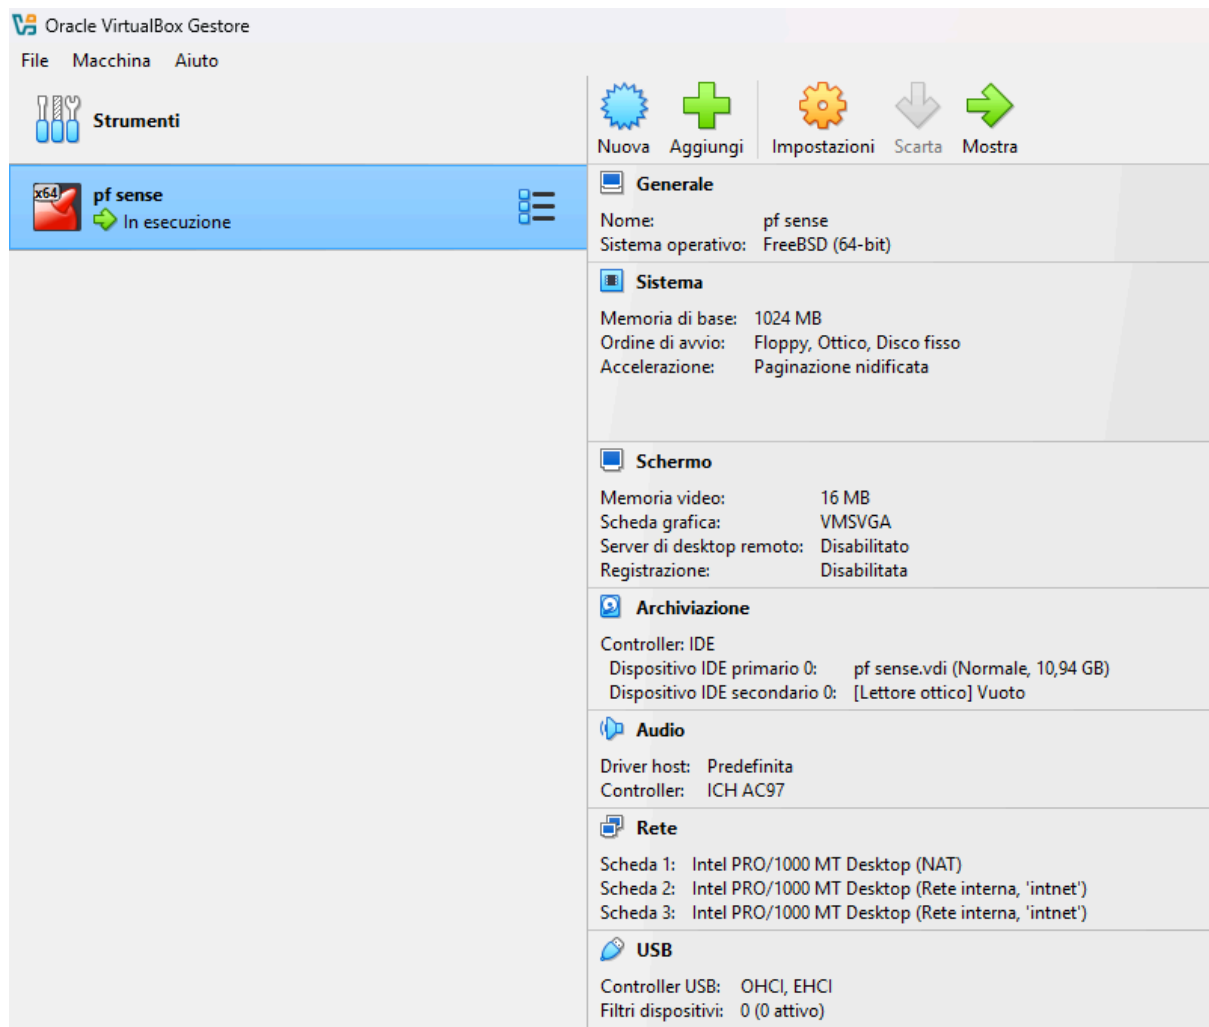 Oracle VirtualBox Gestore
File Macchina Aiuto
Strumenti
Nuova Aggiungi Impostazioni Scarta Mostra
x64
pf sense
In esecuzione
Generale
Nome: pf sense
Sistema operativo: FreeBSD (64-bit)
Sistema
Memoria di base: 1024 MB
Ordine di avvio: Floppy, Ottico, Disco fisso
Accelerazione: Paginazione nidificata
Schermo
Memoria video: 16 MB
Scheda grafica: VMSVGA
Server di desktop remoto: Disabilitato
Registrazione: Disabilitata
Archiviazione
Controller: IDE
Dispositivo IDE primario 0: pf sense.vdi (Normale, 10,94 GB)
Dispositivo IDE secondario 0: [Lettore ottico] Vuoto
Audio
Driver host: Predefinita
Controller: ICH AC97
Rete
Scheda 1: Intel PRO/1000 MT Desktop (NAT)
Scheda 2: Intel PRO/1000 MT Desktop (Rete interna, 'intnet')
Scheda 3: Intel PRO/1000 MT Desktop (Rete interna, 'intnet')
USB
Controller USB: OHCI, EHCI
Filtri dispositivi: 0 (0 attivo)